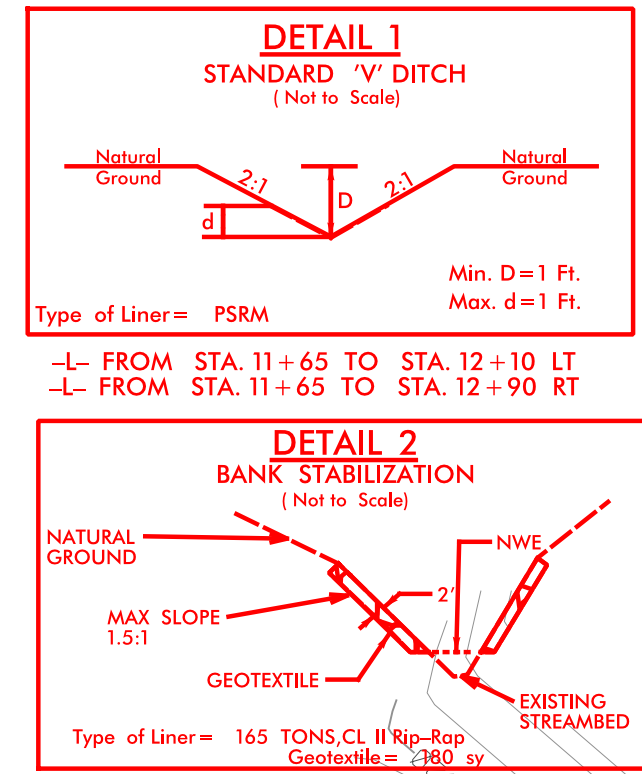 DETAIL 1
STANDARD 'V' DITCH
( Not to Scale)
Natural
Ground
2:1
D
2:1
Natural
Ground
d
Min. D=1 Ft.
Max. d=1 Ft.
Type of Liner= PSRM
-L- FROM STA. 11+65 TO STA. 12+10 LT
-L- FROM STA. 11+65 TO STA. 12+90 RT
DETAIL 2
BANK STABILIZATION
( Not to Scale)
NATURAL
GROUND
NWE
2'
MAX SLOPE
1.5:1
GEOTEXTILE
EXISTING
STREAMBED
Type of Liner= 165 TONS,CL II Rip-Rap
Geotextile= 180 sy